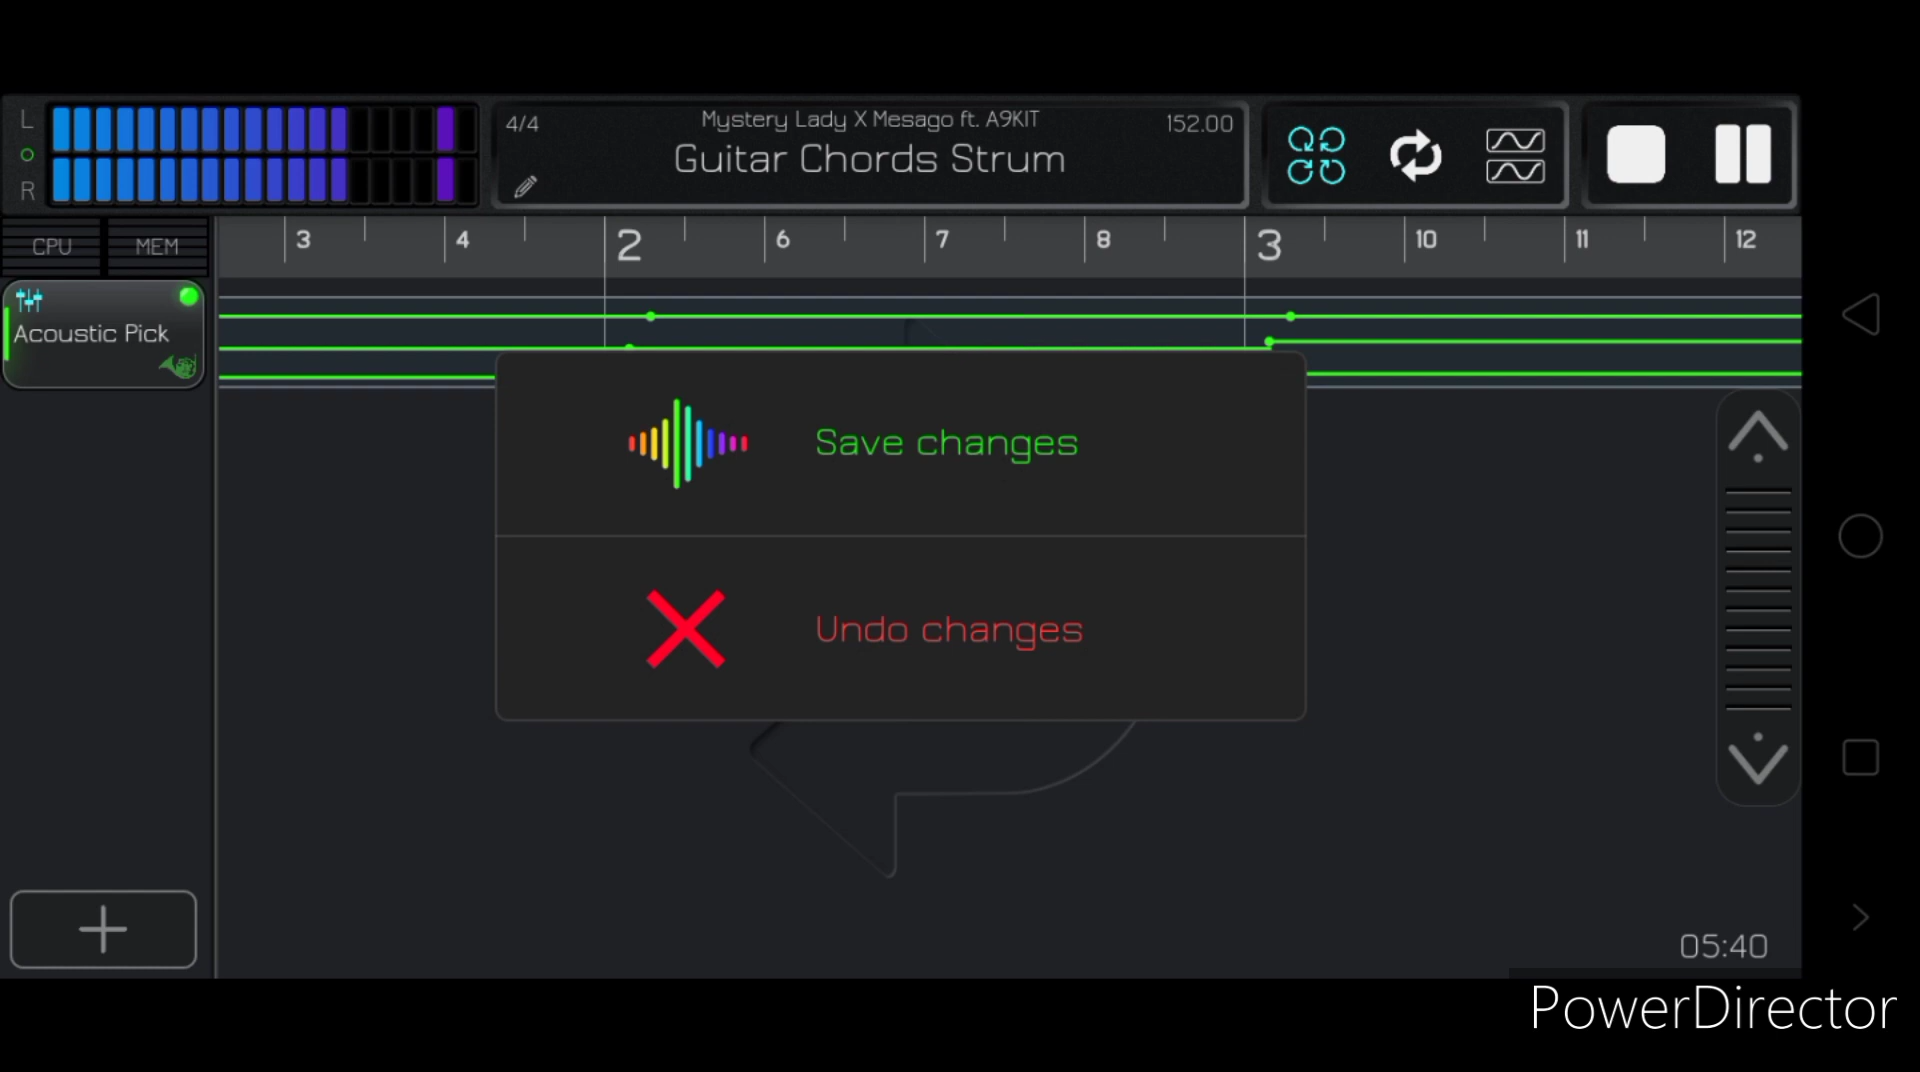 L
R
4/4
Mystery Lady X Mesago ft. A9KIT
152.00
Guitar Chords Strum
CPU
MEM
3
4
2
6
7
8
3
10
11
12
Acoustic Pick
Save changes
Undo changes
05:40
PowerDirector